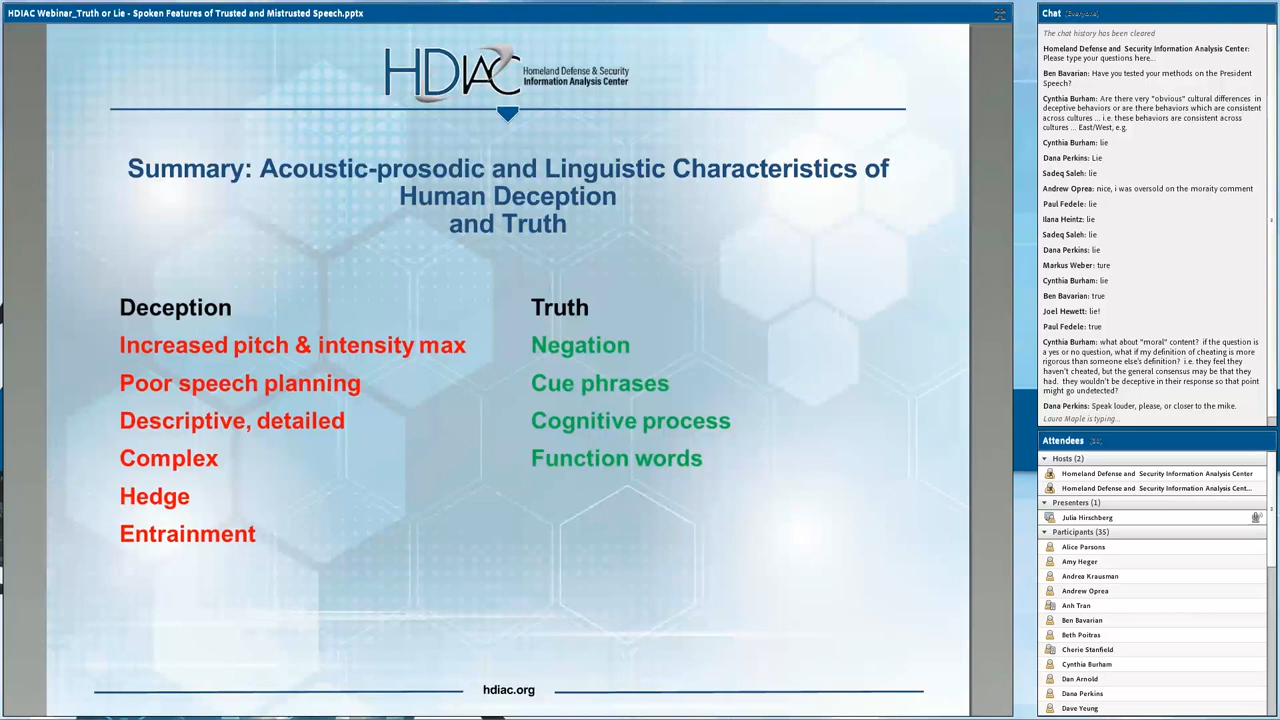 HDIAC Webinar_Truth or Lie - Spoken Features of Trusted and Mistrusted Speech.pptx
HDIAC
Homeland Defense & Security
Information Analysis Center
Summary: Acoustic-prosodic and Linguistic Characteristics of
Human Deception
and Truth
Deception
Increased pitch & intensity max
Poor speech planning
Descriptive, detailed
Complex
Hedge
Entrainment
Truth
Negation
Cue phrases
Cognitive process
Function words
hdiac.org
Chat (Everyone)
The chat history has been cleared
Homeland Defense and Security Information Analysis Center:
Please type your questions here...
Ben Bavarian: Have you tested your methods on the President
Speech?
Cynthia Burham: Are there very "obvious" cultural differences in
deceptive behaviors or are there behaviors which are consistent
across cultures ... i.e. these behaviors are consistent across
cultures ... East/West, e.g.
Cynthia Burham: lie
Dana Perkins: Lie
Sadeq Saleh: lie
Andrew Oprea: nice, i was oversold on the morarity comment
Paul Fedele: lie
Ilana Heintz: lie
Sadeq Saleh: lie
Dana Perkins: lie
Markus Weber: ture
Cynthia Burham: lie
Ben Bavarian: true
Joel Hewett: lie!
Paul Fedele: true
Cynthia Burham: what about "moral" content? if the question is
a yes or no question, what if my definition of cheating is more
rigorous than someone else's definition? i.e. they feel they
haven't cheated, but the general consensus may be that they
had. they wouldn't be deceptive in their response so that point
might go undetected?
Dana Perkins: Speak louder, please, or closer to the mike.
Laura Maple is typing...
Attendees
Hosts (2)
Homeland Defense and Security Information Analysis Center
Homeland Defense and Security Information Analysis Cent...
Presenters (1)
Julia Hirschberg
Participants (35)
Alice Parsons
Amy Heger
Andrea Krausman
Andrew Oprea
Anh Tran
Ben Bavarian
Beth Poitras
Cherie Stanfield
Cynthia Burham
Dan Arnold
Dana Perkins
Dave Yeung